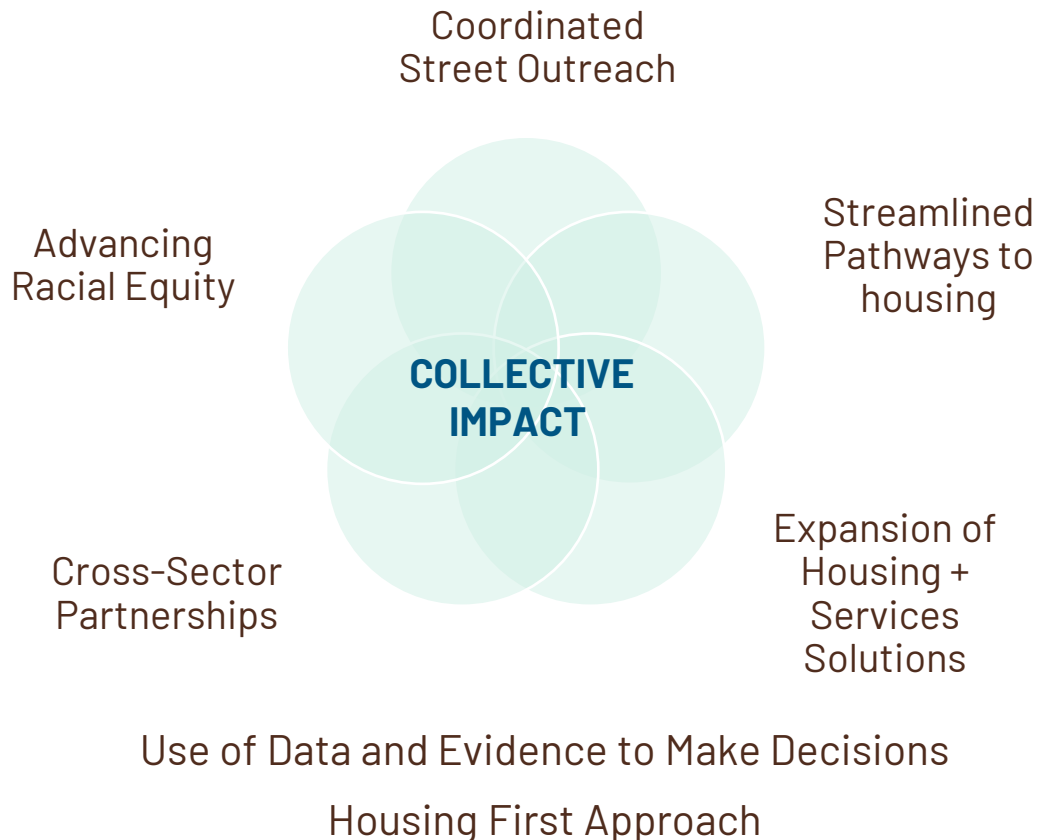 Coordinated
Street Outreach
Streamlined
Pathways to
housing
Advancing
Racial Equity
COLLECTIVE
IMPACT
Expansion of
Housing +
Services
Solutions
Cross-Sector
Partnerships
Use of Data and Evidence to Make Decisions
Housing First Approach